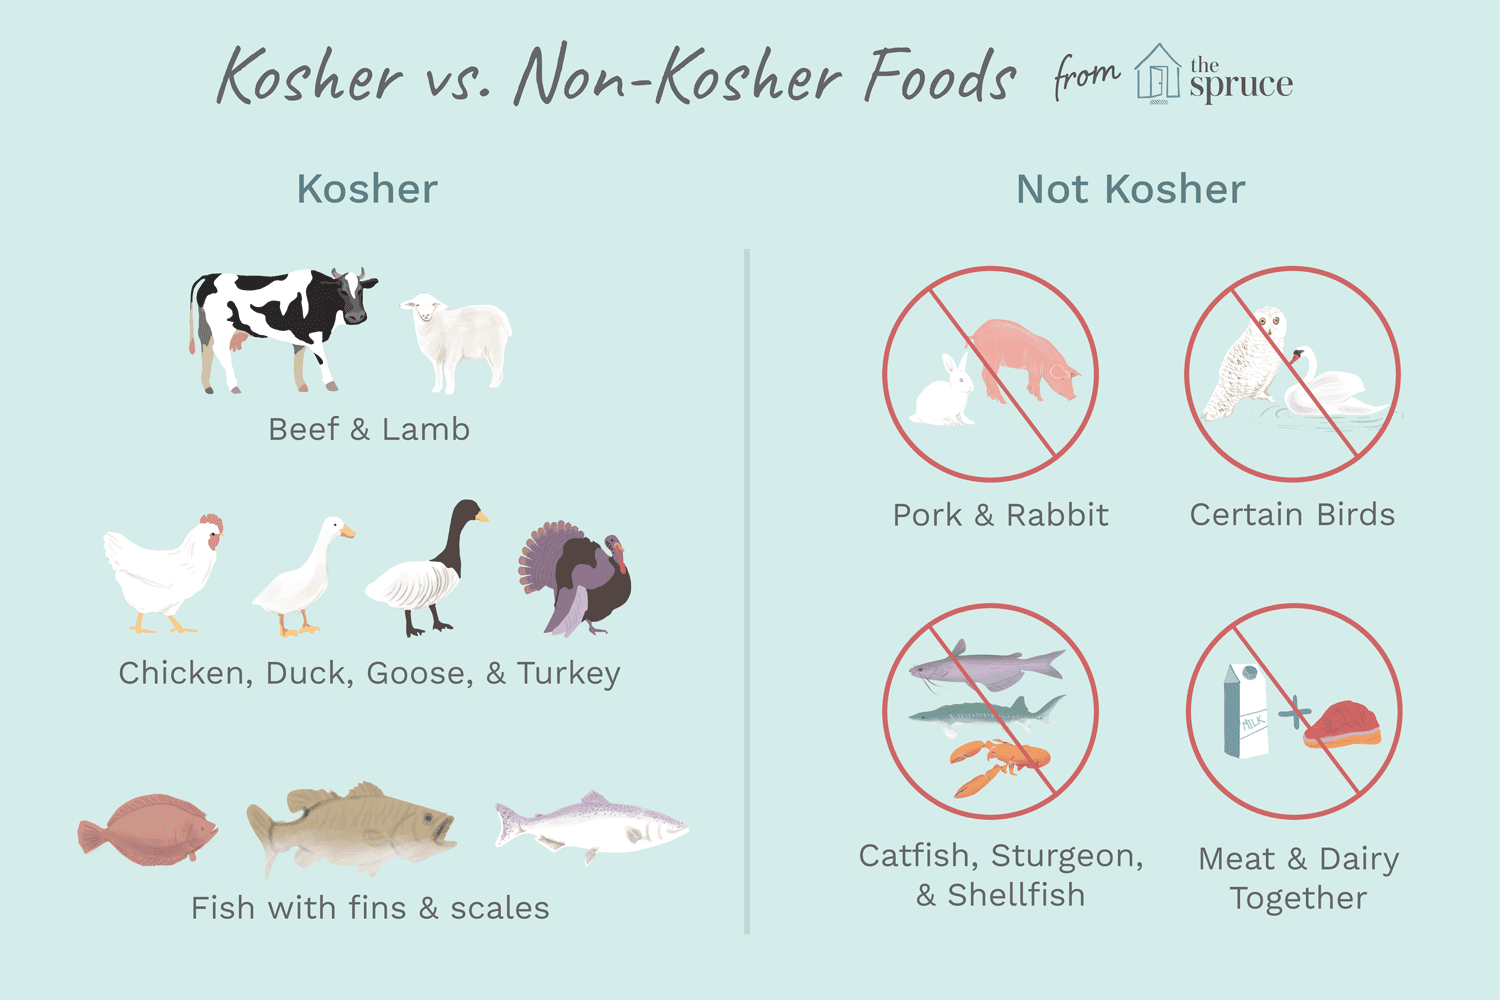 Kosher vs. Non-Kosher Foods from the spruce
Kosher
Not Kosher
Beef & Lamb
Chicken, Duck, Goose, & Turkey
Fish with fins & scales
Pork & Rabbit
Certain Birds
MILK
Catfish, Sturgeon,
& Shellfish
Meat & Dairy
Together